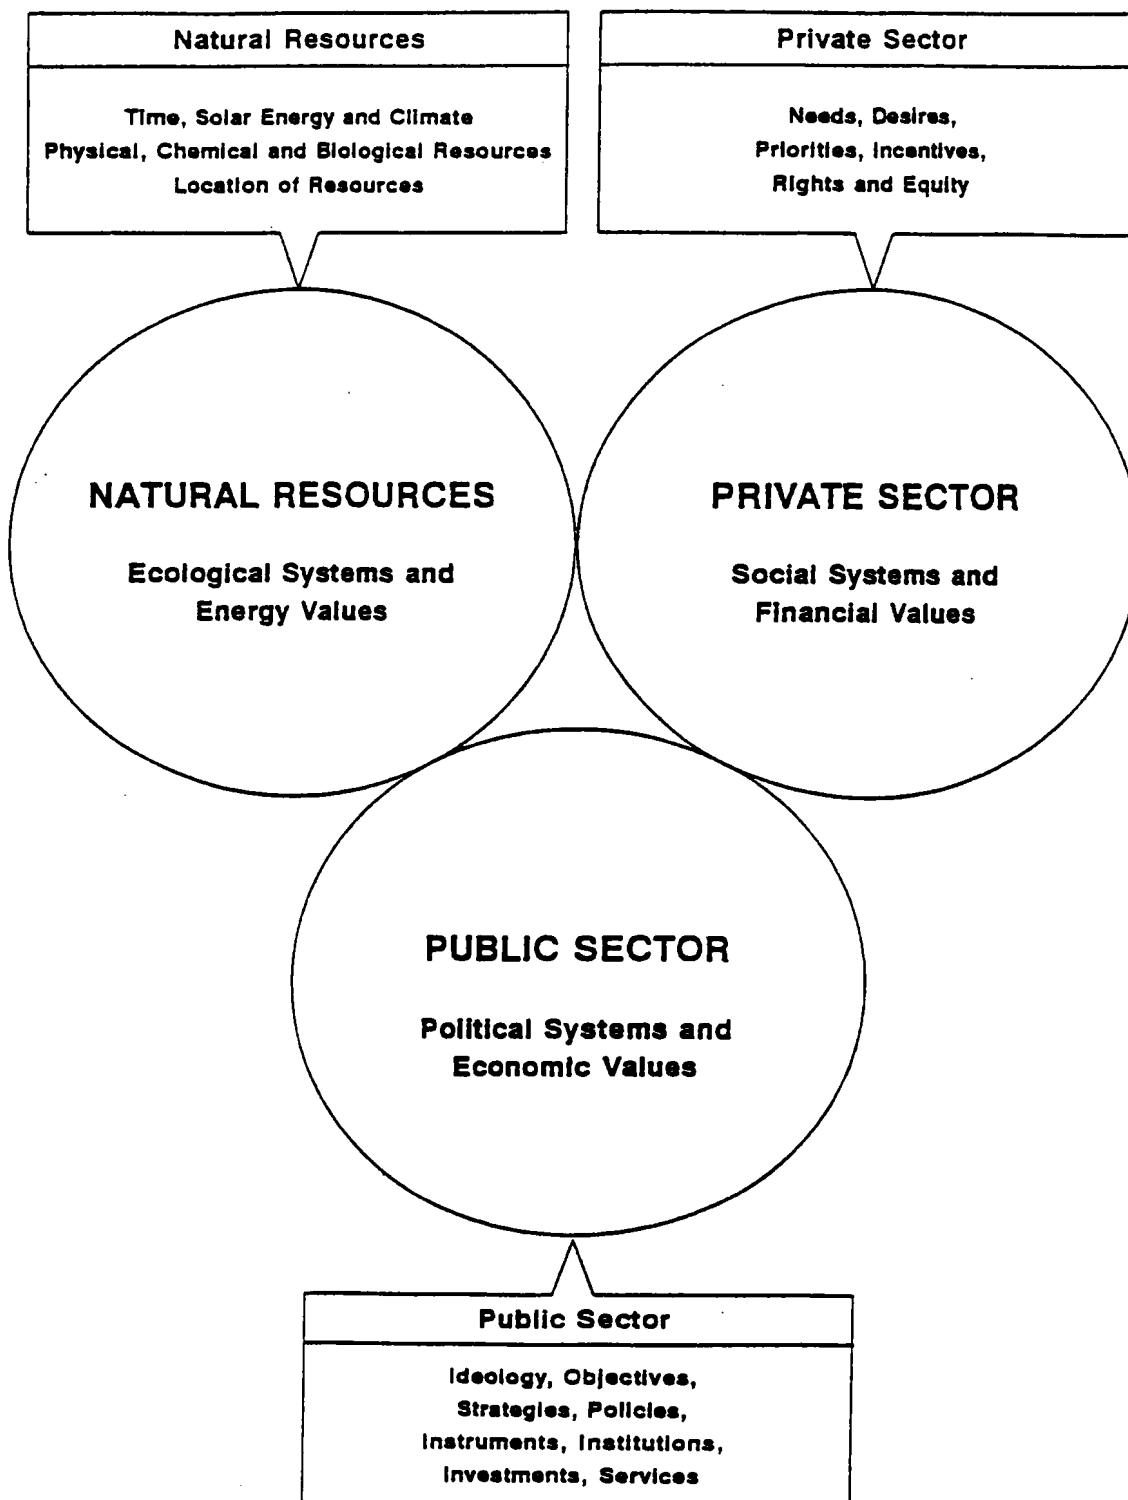 Natural Resources
Time, Solar Energy and Climate
Physical, Chemical and Biological Resources
Location of Resources
Private Sector
Needs, Desires,
Priorities, Incentives,
Rights and Equity
NATURAL RESOURCES
Ecological Systems and
Energy Values
PRIVATE SECTOR
Social Systems and
Financial Values
PUBLIC SECTOR
Political Systems and
Economic Values
Public Sector
Ideology, Objectives,
Strategies, Policies,
Instruments, Institutions,
Investments, Services